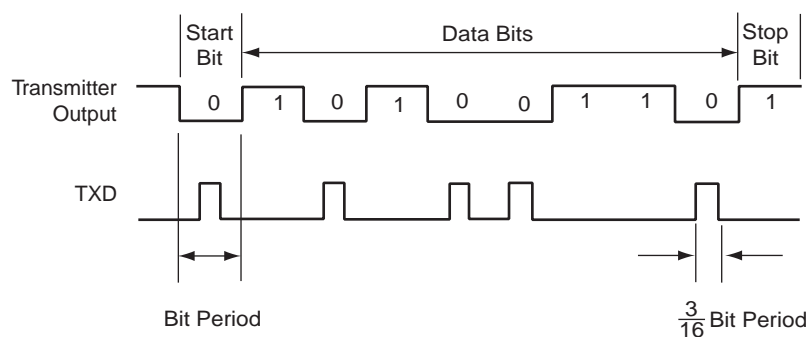 Start
Bit
Data Bits
Stop
Bit
Transmitter
Output
0 1 0 1 0 0 1 1 0 1
TXD
Bit Period
3
16 Bit Period